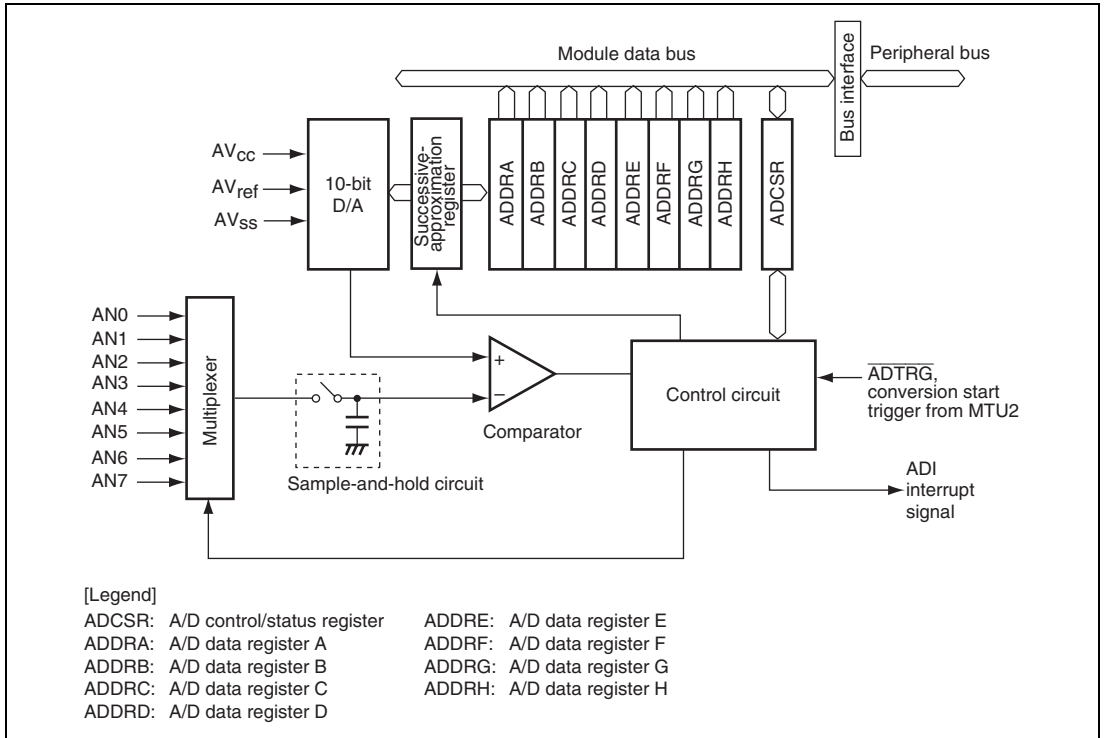 Module data bus
Peripheral bus
Bus interface
AVcc
AVref
AVss
10-bit
D/A
Successive-
approximation
register
ADDRA
ADDRB
ADDRC
ADDRD
ADDRE
ADDRF
ADDRG
ADDRH
ADCSR
AN0
AN1
AN2
AN3
AN4
AN5
AN6
AN7
Multiplexer
Sample-and-hold circuit
+
−
Comparator
Control circuit
ADTRG,
conversion start
trigger from MTU2
ADI
interrupt
signal
[Legend]
ADCSR: A/D control/status register
ADDRA: A/D data register A
ADDRB: A/D data register B
ADDRC: A/D data register C
ADDRD: A/D data register D
ADDRE: A/D data register E
ADDRF: A/D data register F
ADDRG: A/D data register G
ADDRH: A/D data register H